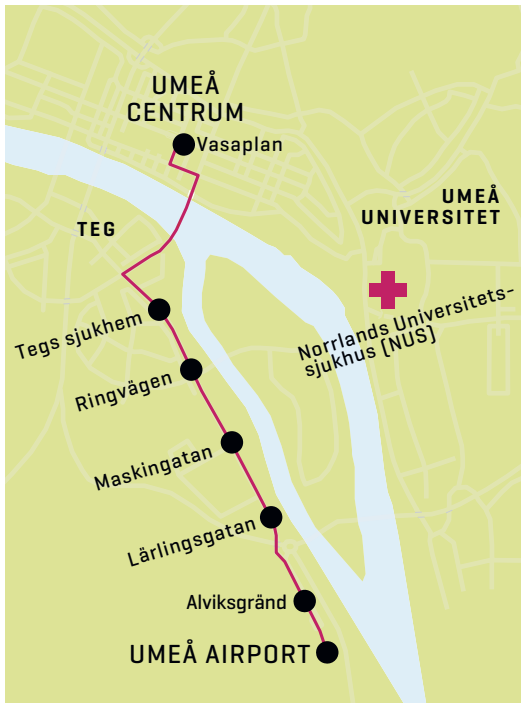 UMEÅ
CENTRUM
Vasaplan
UMEÅ
UNIVERSITET
TEG
Norrlands Universitets-
sjukhus (NUS)
Tegs sjukhem
Ringvägen
Maskingatan
Lärlingsgatan
Alviksgränd
UMEÅ AIRPORT